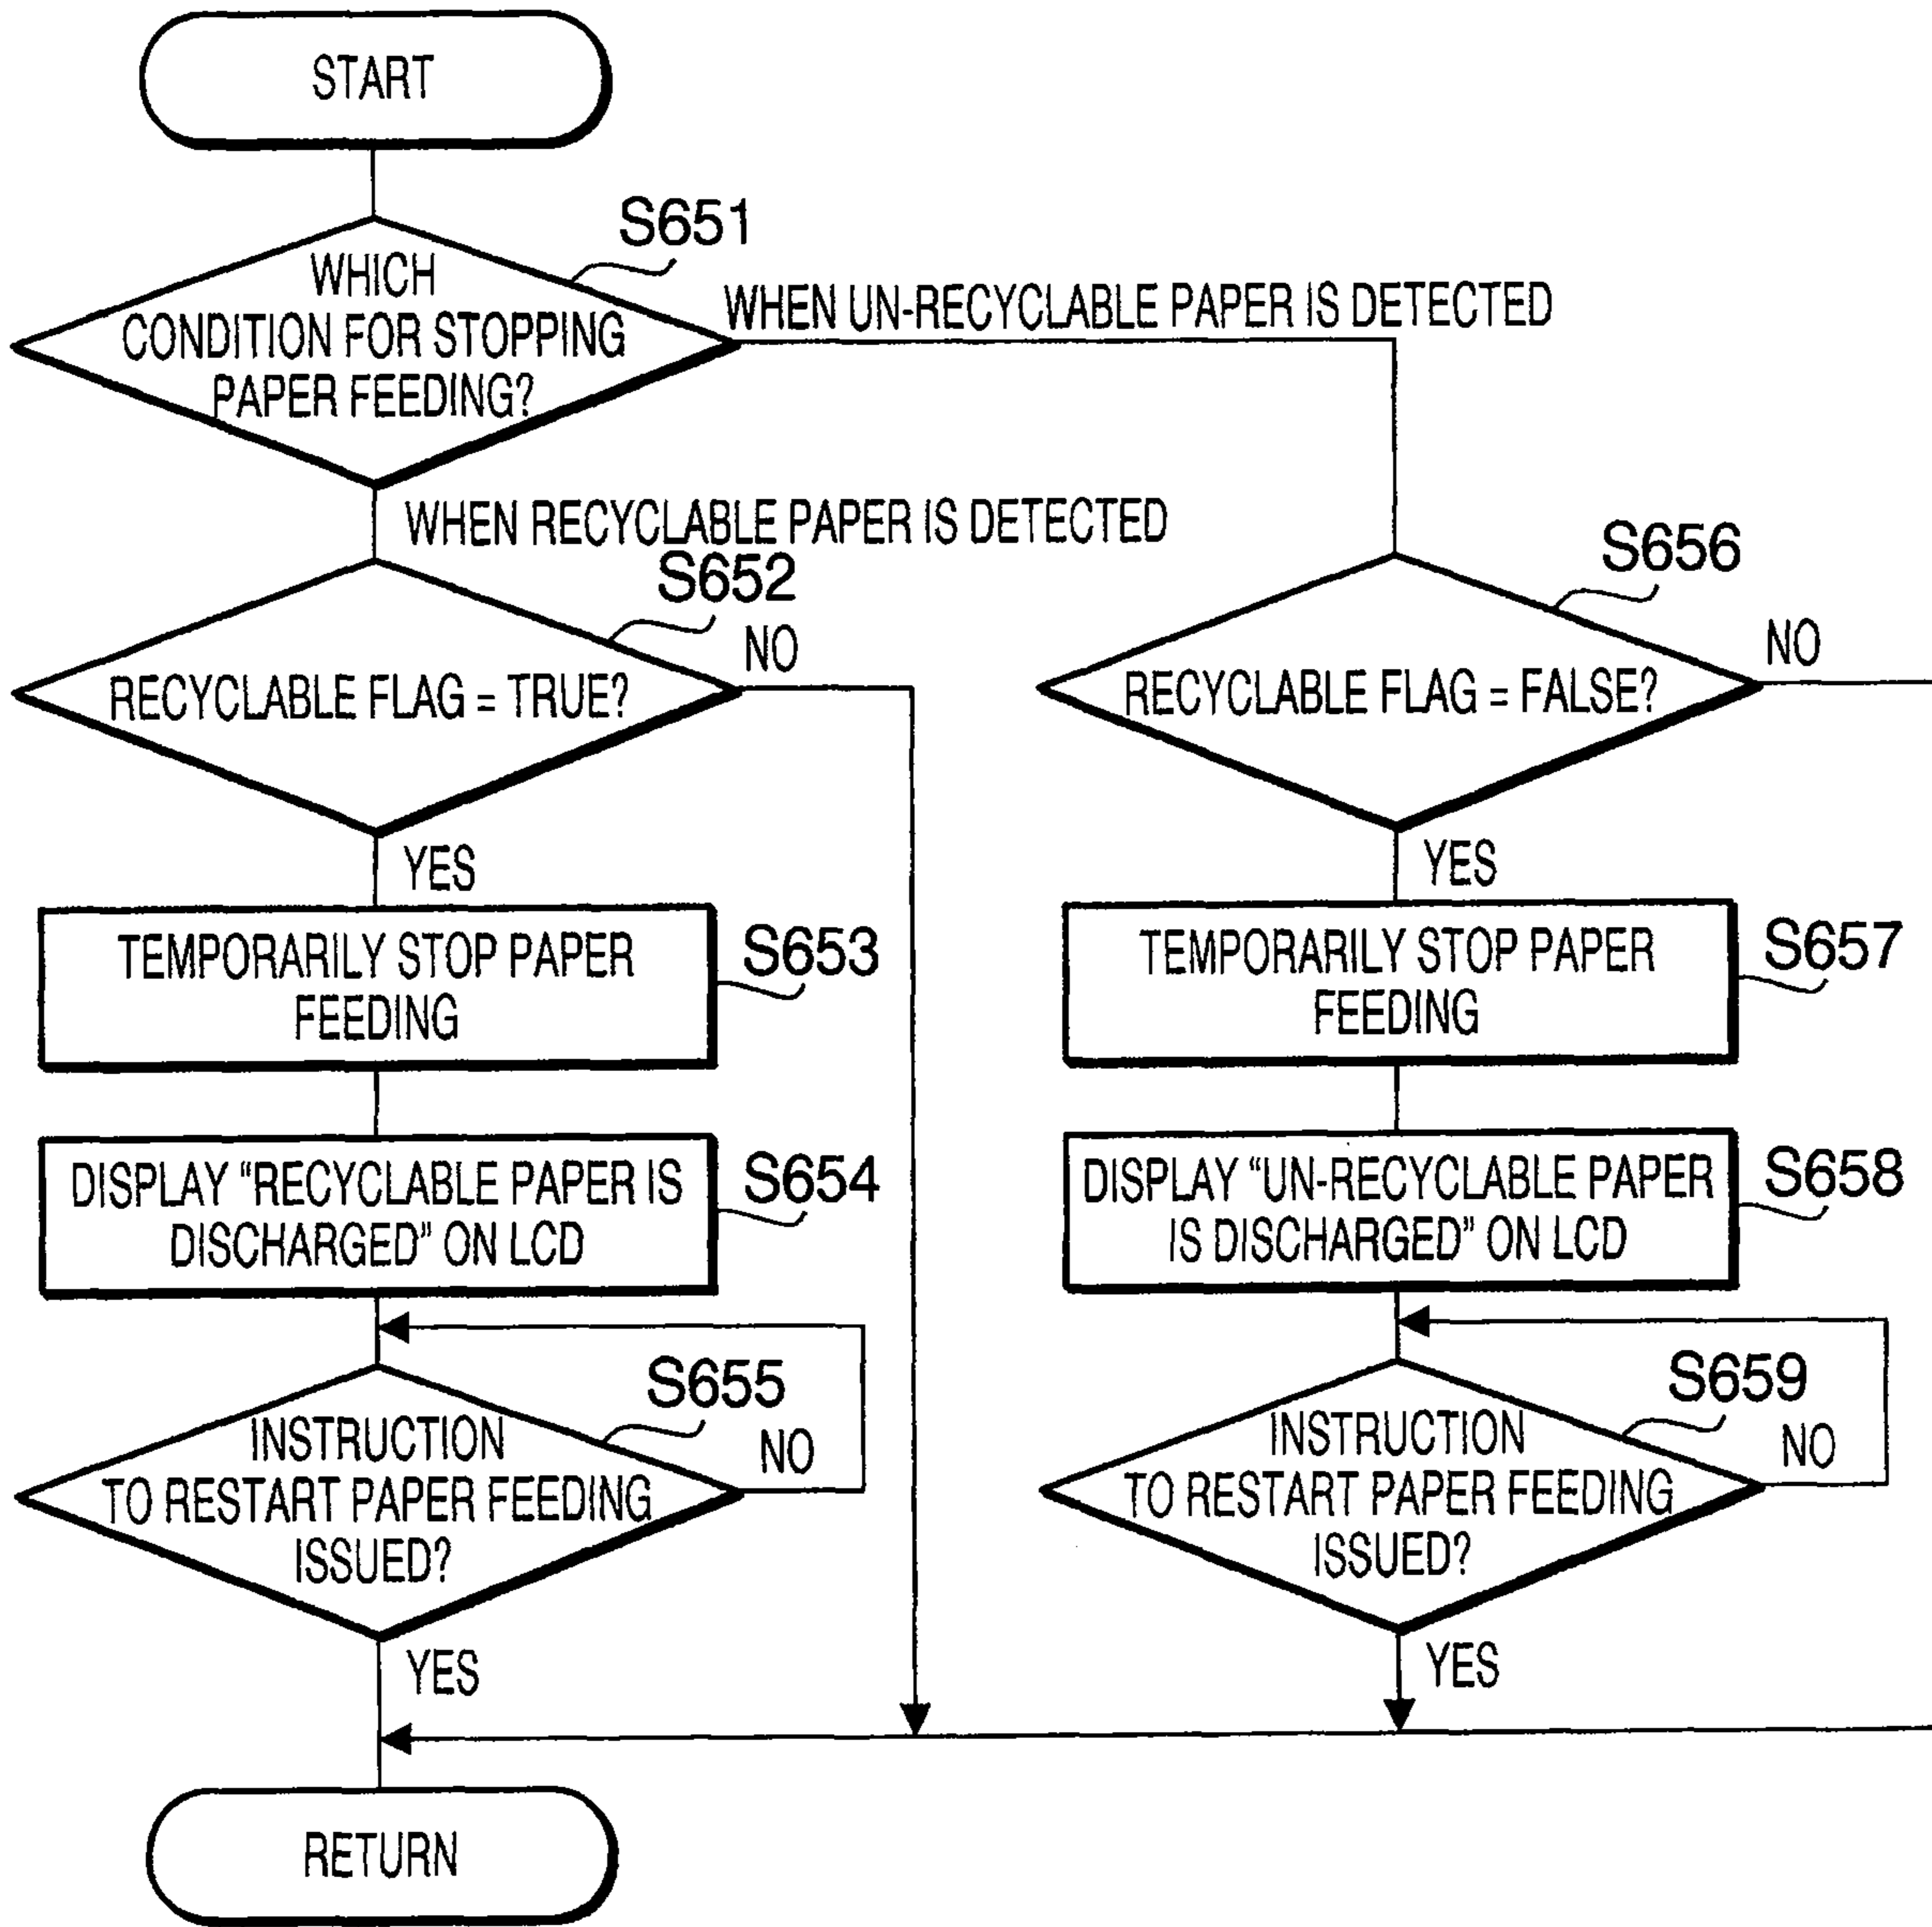 START
S651
WHICH
CONDITION FOR STOPPING
PAPER FEEDING?
WHEN UN-RECYCLABLE PAPER IS DETECTED
WHEN RECYCLABLE PAPER IS DETECTED
S652
NO
RECYCLABLE FLAG = TRUE?
YES
S656
NO
RECYCLABLE FLAG = FALSE?
YES
TEMPORARILY STOP PAPER
FEEDING
S653
TEMPORARILY STOP PAPER
FEEDING
S657
DISPLAY “RECYCLABLE PAPER IS
DISCHARGED” ON LCD
S654
DISPLAY “UN-RECYCLABLE PAPER
IS DISCHARGED” ON LCD
S658
S655
INSTRUCTION
TO RESTART PAPER FEEDING
ISSUED?
NO
YES
S659
INSTRUCTION
TO RESTART PAPER FEEDING
ISSUED?
NO
YES
RETURN